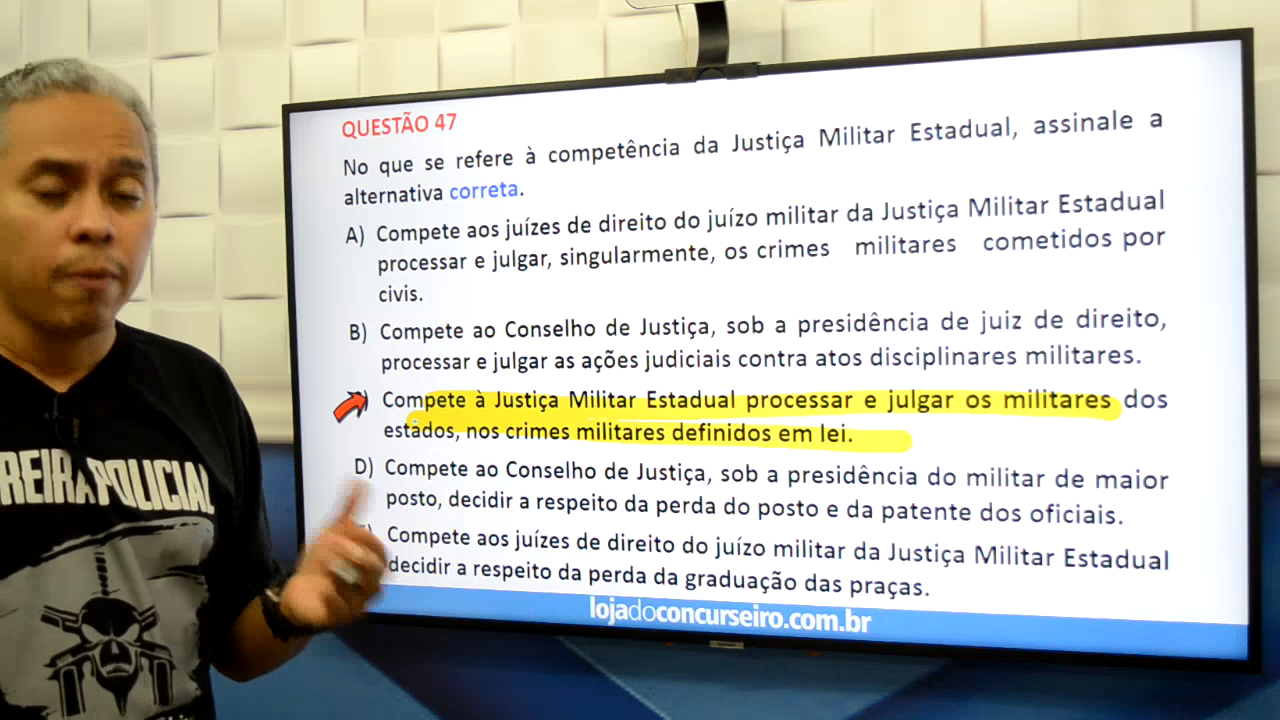 QUESTÃO 47
No que se refere à competência da Justiça Militar Estadual, assinale a
alternativa correta.
A) Compete aos juízes de direito do juízo militar da Justiça Militar Estadual
processar e julgar, singularmente, os crimes militares cometidos por
civis.
B) Compete ao Conselho de Justiça, sob a presidência de juiz de direito,
processar e julgar as ações judiciais contra atos disciplinares militares.
Compete à Justiça Militar Estadual processar e julgar os militares dos
estados, nos crimes militares definidos em lei.
D) Compete ao Conselho de Justiça, sob a presidência do militar de maior
posto, decidir a respeito da perda do posto e da patente dos oficiais.
Compete aos juízes de direito do juízo militar da Justiça Militar Estadual
decidir a respeito da perda da graduação das praças.
lojadoconcurseiro.com.br
REIRA POLICIAL